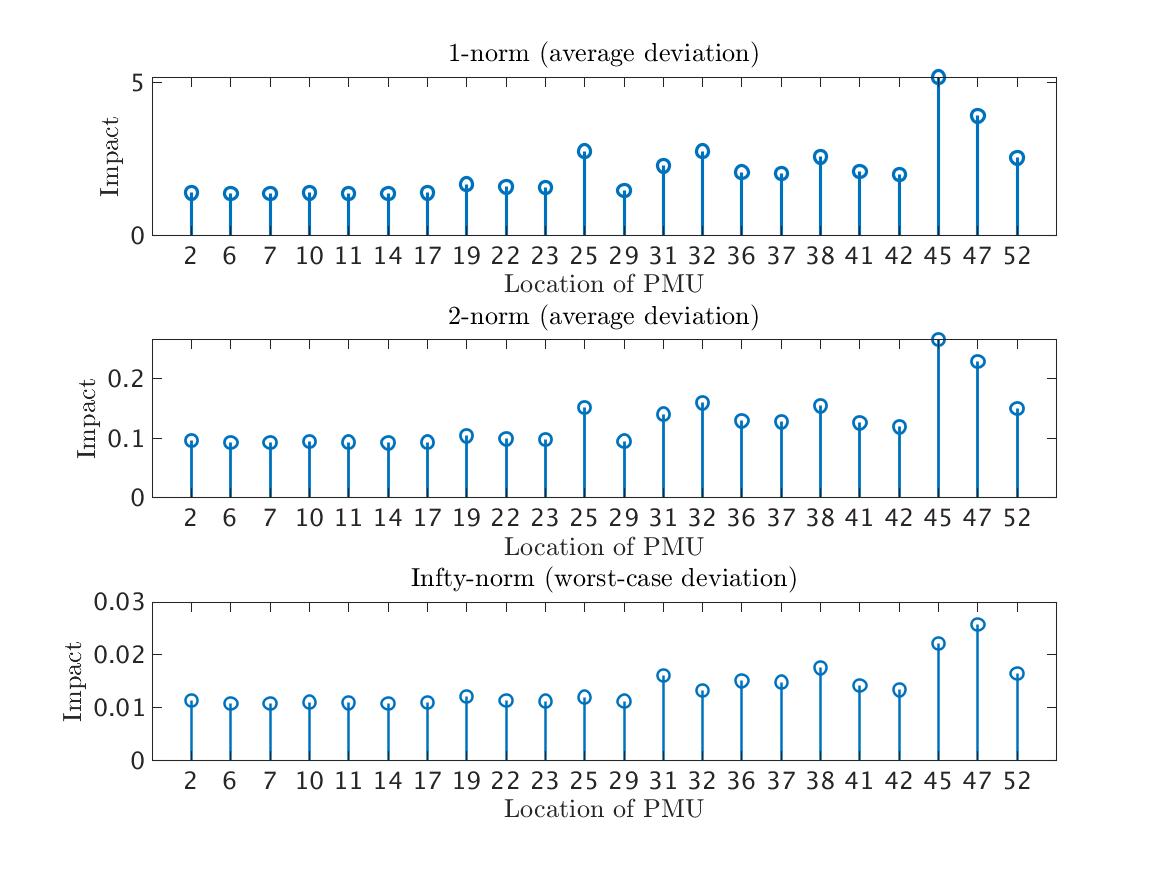 1-norm (average deviation)
5
Impact
0
2 6 7 10 11 14 17 19 22 23 25 29 31 32 36 37 38 41 42 45 47 52
Location of PMU
2-norm (average deviation)
0.2
Impact
0.1
0
2 6 7 10 11 14 17 19 22 23 25 29 31 32 36 37 38 41 42 45 47 52
Location of PMU
Infty-norm (worst-case deviation)
0.03
0.02
Impact
0.01
0
2 6 7 10 11 14 17 19 22 23 25 29 31 32 36 37 38 41 42 45 47 52
Location of PMU